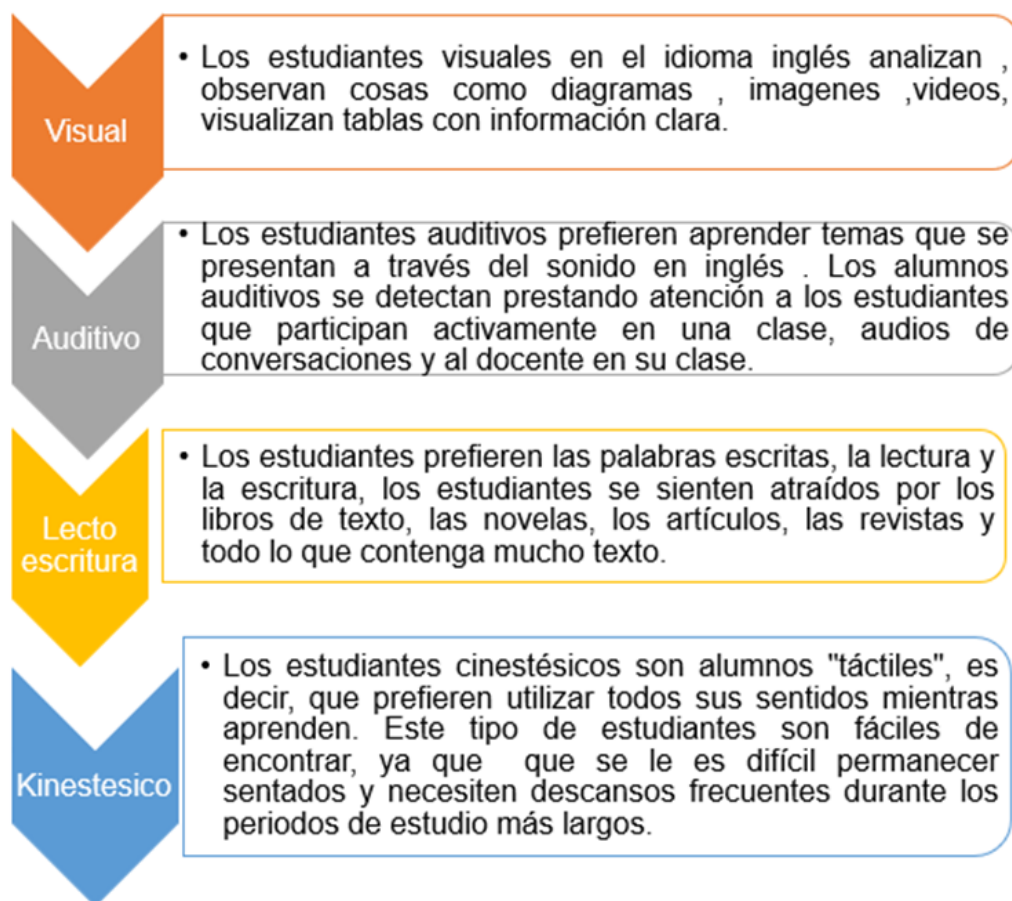 Visual
• Los estudiantes visuales en el idioma inglés analizan ,
observan cosas como diagramas , imagenes ,videos,
visualizan tablas con información clara.
Auditivo
• Los estudiantes auditivos prefieren aprender temas que se
presentan a través del sonido en inglés . Los alumnos
auditivos se detectan prestando atención a los estudiantes
que participan activamente en una clase, audios de
conversaciones y al docente en su clase.
Lecto
escritura
• Los estudiantes prefieren las palabras escritas, la lectura y
la escritura, los estudiantes se sienten atraídos por los
libros de texto, las novelas, los artículos, las revistas y
todo lo que contenga mucho texto.
Kinestesico
• Los estudiantes cinestésicos son alumnos "táctiles", es
decir, que prefieren utilizar todos sus sentidos mientras
aprenden. Este tipo de estudiantes son fáciles de
encontrar, ya que que se le es difícil permanecer
sentados y necesiten descansos frecuentes durante los
periodos de estudio más largos.